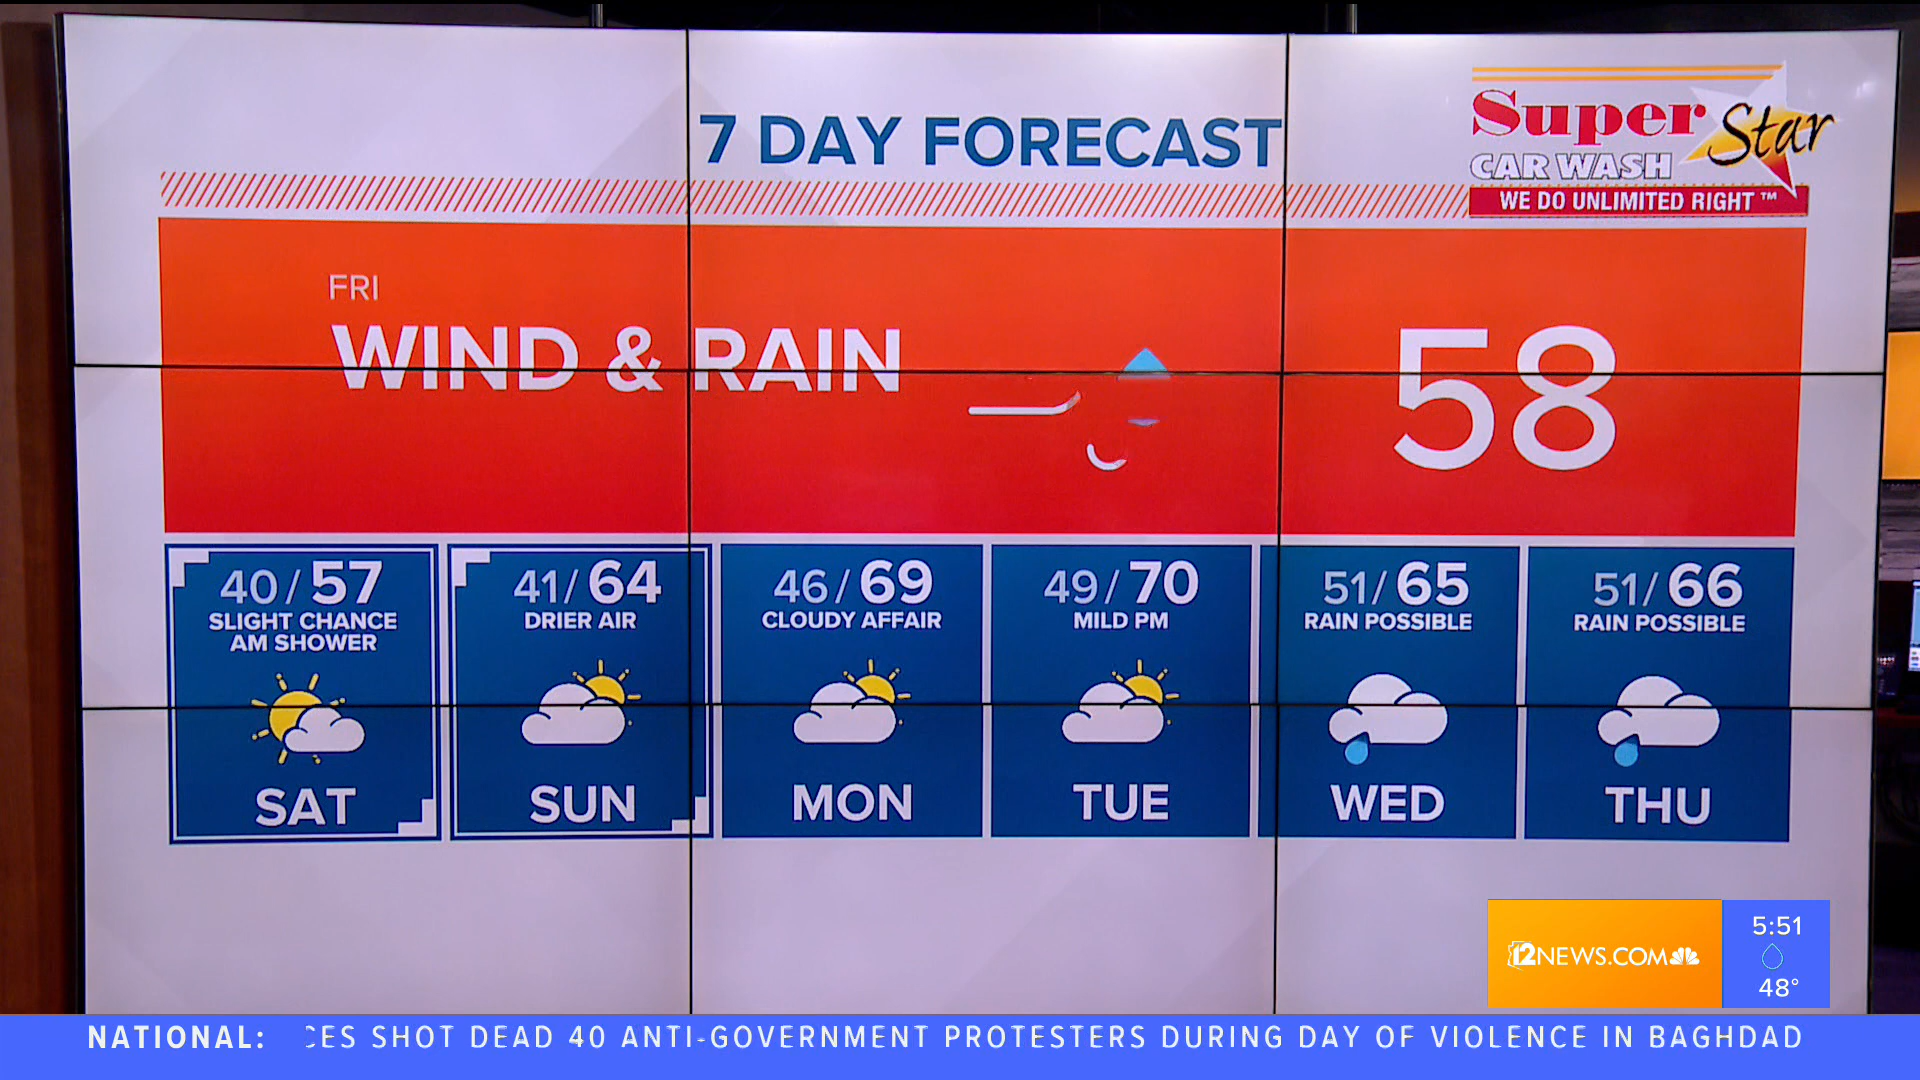 7 DAY FORECAST
Super Star
CAR WASH
WE DO UNLIMITED RIGHT ™
FRI
WIND & RAIN
58
40/57
SLIGHT CHANCE
AM SHOWER
SAT
41/64
DRIER AIR
SUN
46/69
CLOUDY AFFAIR
MON
49/70
MILD PM
TUE
51/65
RAIN POSSIBLE
WED
51/66
RAIN POSSIBLE
THU
12NEWS.COM
5:51
48°
NATIONAL: CES SHOT DEAD 40 ANTI-GOVERNMENT PROTESTERS DURING DAY OF VIOLENCE IN BAGHDAD